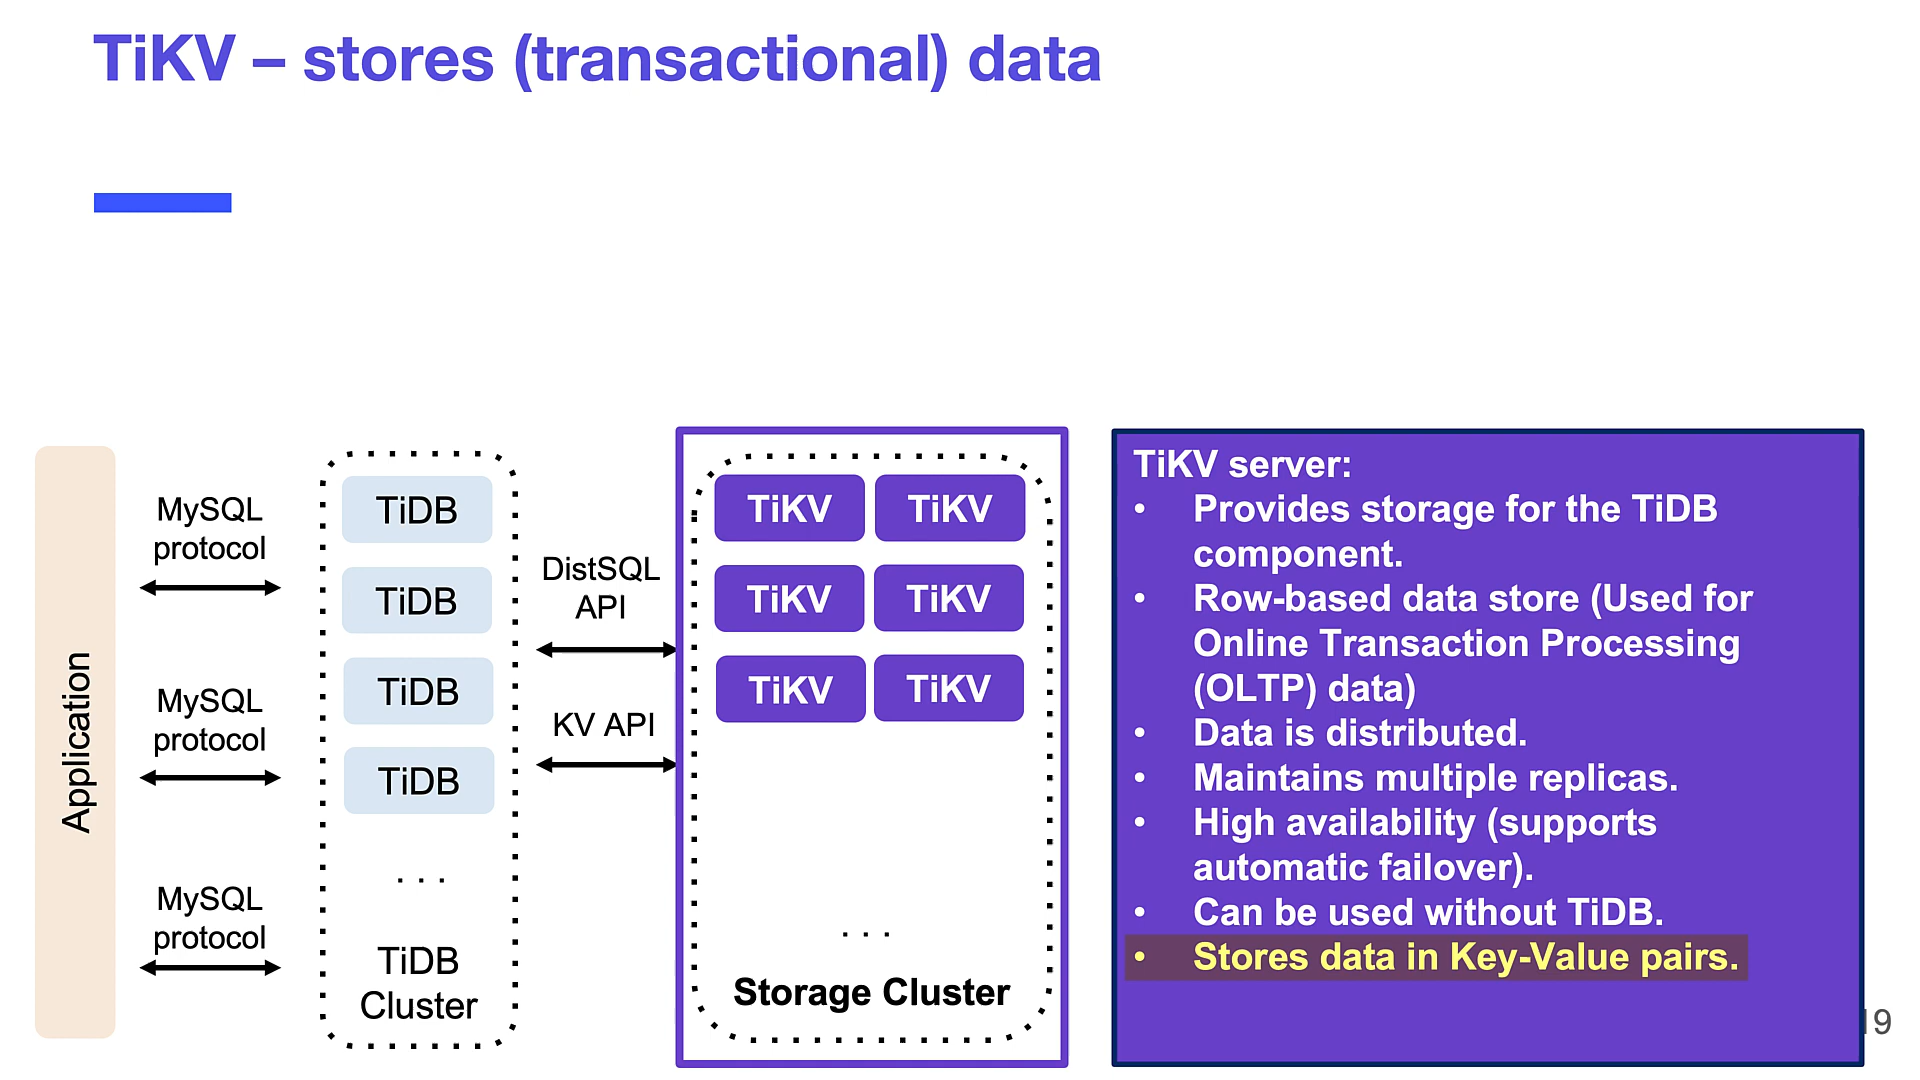 TiKV – stores (transactional) data
Application
MySQL
protocol
MySQL
protocol
MySQL
protocol
TiDB
TiDB
TiDB
TiDB
. . .
TiDB
Cluster
DistSQL
API
KV API
TiKV TiKV
TiKV TiKV
TiKV TiKV
. . .
Storage Cluster
TiKV server:
• Provides storage for the TiDB
component.
• Row-based data store (Used for
Online Transaction Processing
(OLTP) data)
• Data is distributed.
• Maintains multiple replicas.
• High availability (supports
automatic failover).
• Can be used without TiDB.
• Stores data in Key-Value pairs.